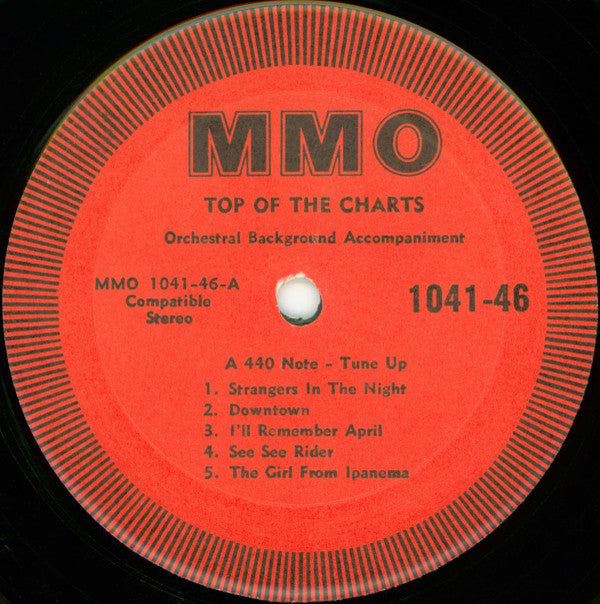 MMO
TOP OF THE CHARTS
Orchestral Background Accompaniment
MMO 1041-46-A
Compatible
Stereo
1041-46
A 440 Note - Tune Up
1. Strangers In The Night
2. Downtown
3. I'll Remember April
4. See See Rider
5. The Girl From Ipanema